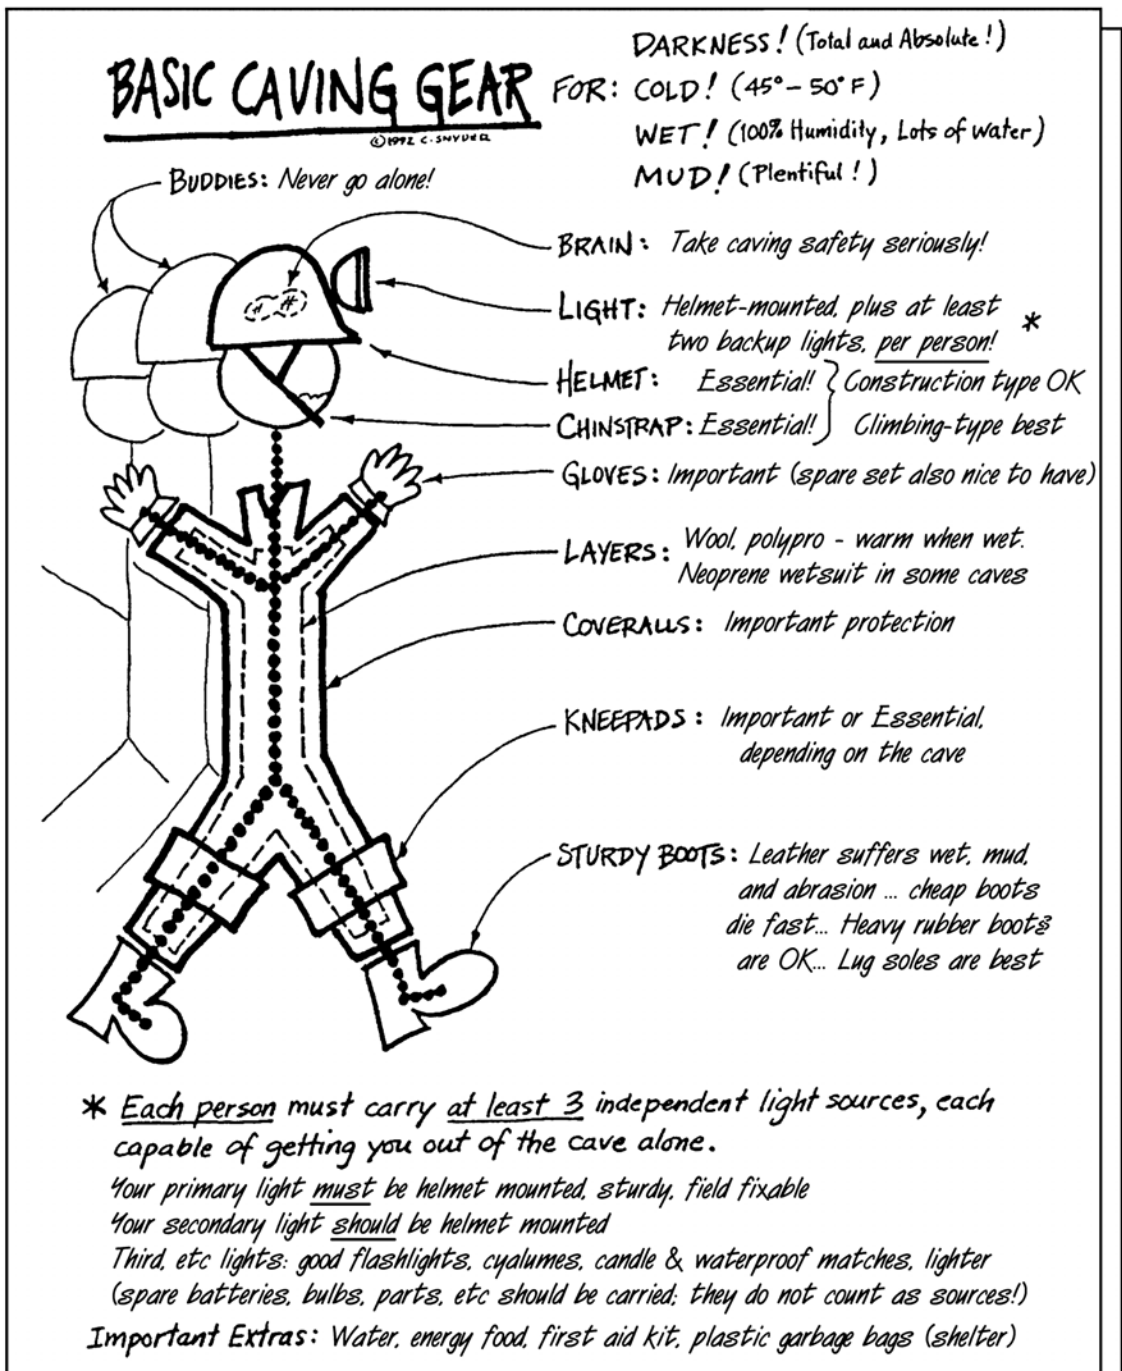 BASIC CAVING GEAR
©1992 C. SNYDER
FOR:
DARKNESS! (Total and Absolute!)
COLD! (45° - 50° F)
WET! (100% Humidity, Lots of Water)
MUD! (Plentiful!)
BUDDIES: Never go alone!
BRAIN: Take caving safety seriously!
LIGHT: Helmet-mounted, plus at least
two backup lights, per person! *
HELMET: Essential! } Construction type OK
CHINSTRAP: Essential! } Climbing-type best
GLOVES: Important (spare set also nice to have)
LAYERS: Wool, polypro - warm when wet.
Neoprene wetsuit in some caves
COVERALLS: Important protection
KNEEPADS: Important or Essential,
depending on the cave
STURDY BOOTS: Leather suffers wet, mud,
and abrasion ... cheap boots
die fast... Heavy rubber boots
are OK... Lug soles are best
* Each person must carry at least 3 independent light sources, each
capable of getting you out of the cave alone.
Your primary light must be helmet mounted, sturdy, field fixable
Your secondary light should be helmet mounted
Third, etc lights: good flashlights, cyalumes, candle & waterproof matches, lighter
(spare batteries, bulbs, parts, etc should be carried; they do not count as sources!)
Important Extras: Water, energy food, first aid kit, plastic garbage bags (shelter)